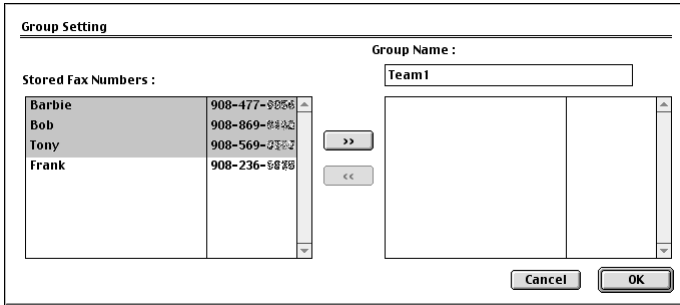 Group Setting
Group Name :
Team1
Stored Fax Numbers :
Barbie 908-477-
Bob 908-869-
Tony 908-569-
Frank 908-236-
>>
<<
Cancel OK